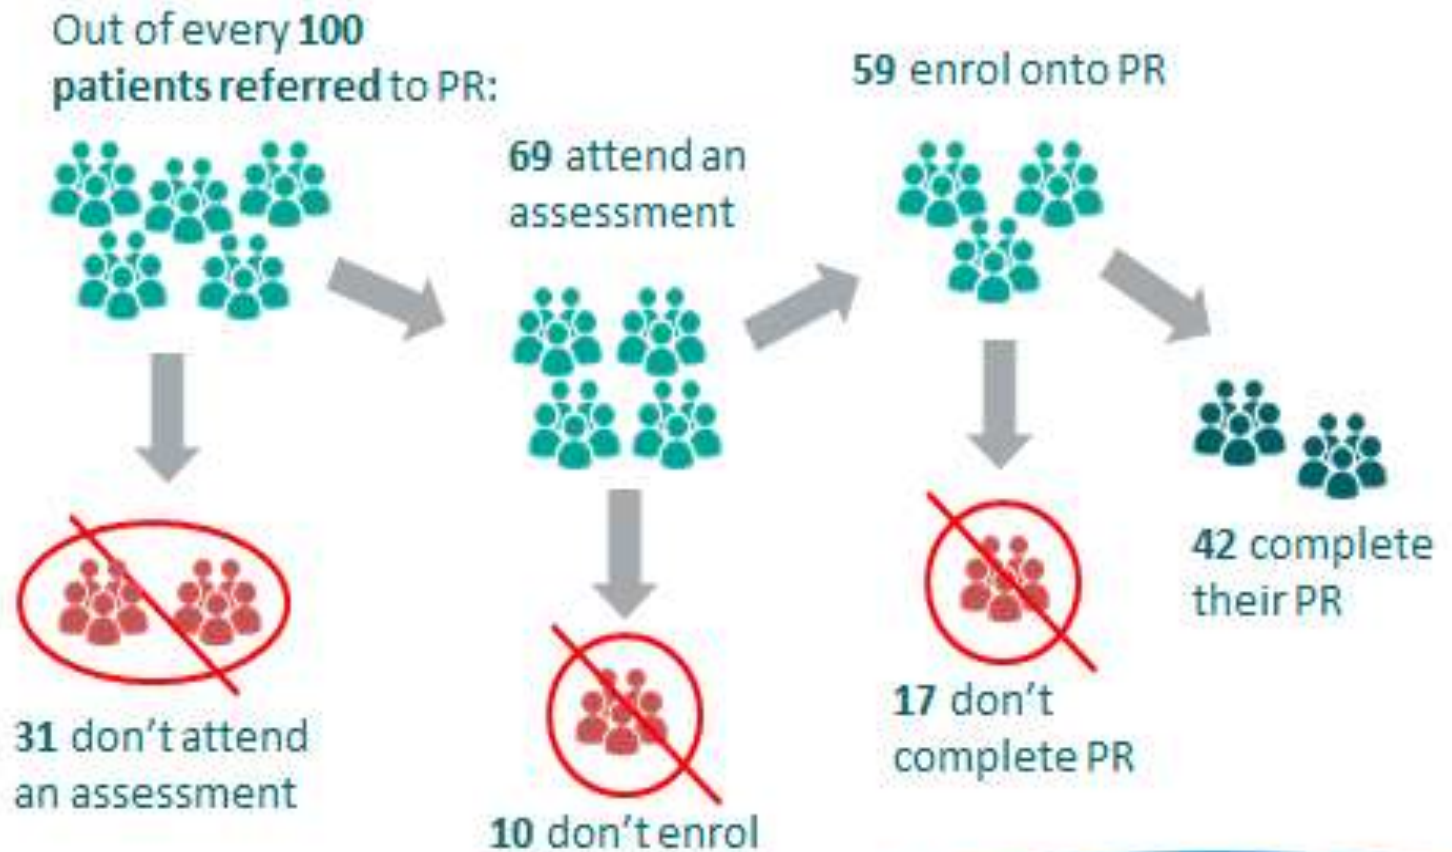 Out of every 100
patients referred to PR:
69 attend an
assessment
59 enrol onto PR
31 don't attend
an assessment
10 don't enrol
17 don't
complete PR
42 complete
their PR